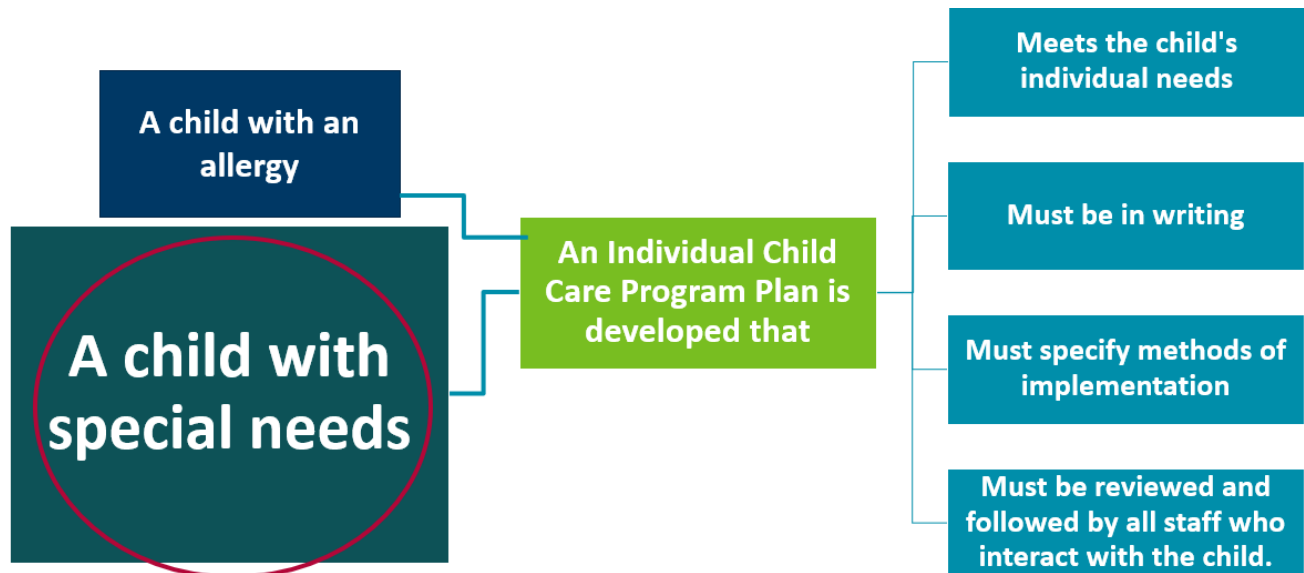 A child with an
allergy
A child with
special needs
An Individual Child
Care Program Plan is
developed that
Meets the child's
individual needs
Must be in writing
Must specify methods of
implementation
Must be reviewed and
followed by all staff who
interact with the child.